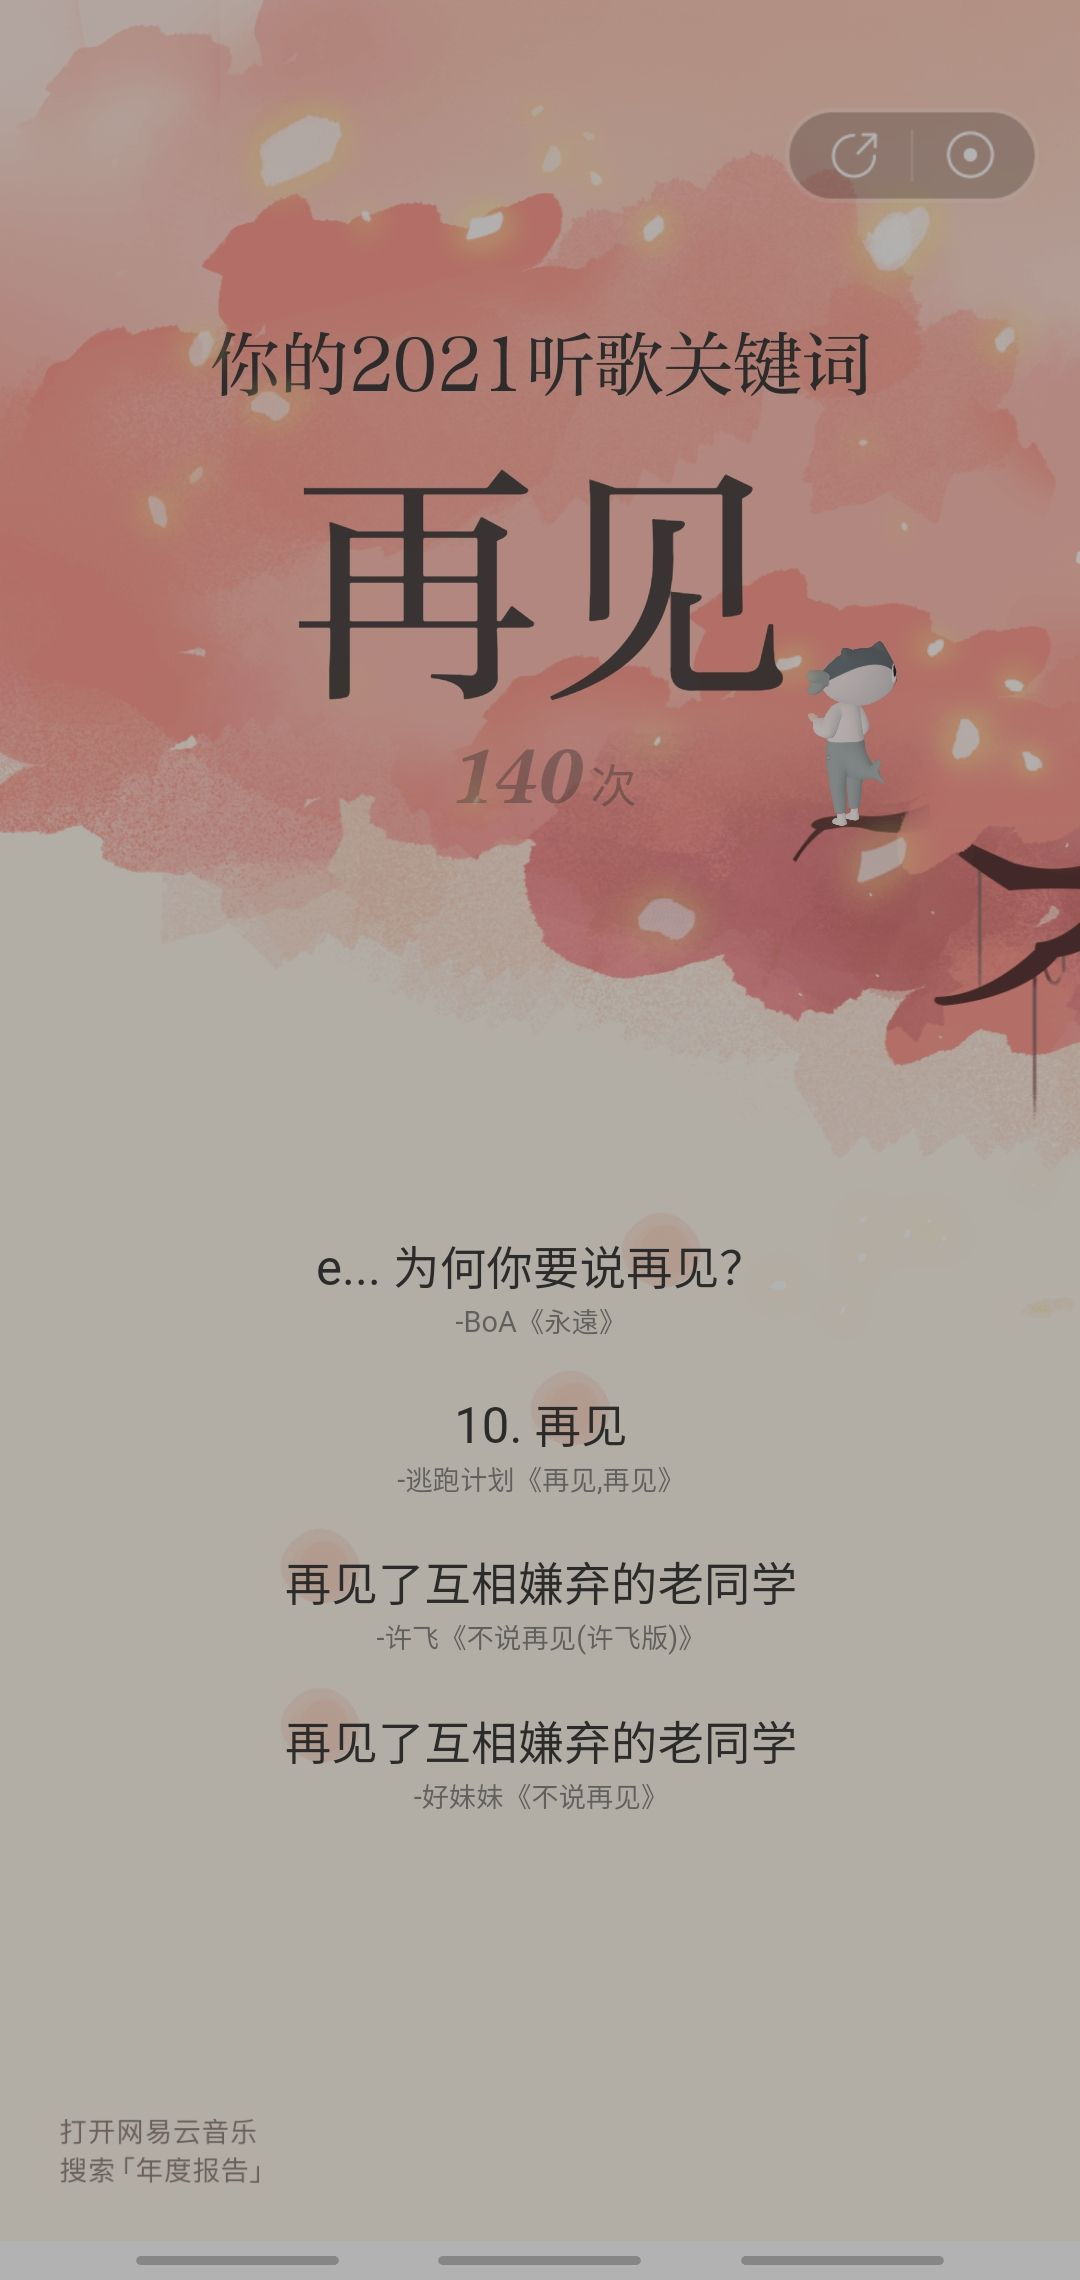 你的2021听歌关键词
再见
140次
e... 为何你要说再见？
-BoA《永遠》
10. 再见
-逃跑计划《再见,再见》
再见了互相嫌弃的老同学
-许飞《不说再见(许飞版)》
再见了互相嫌弃的老同学
-好妹妹《不说再见》
打开网易云音乐
搜索「年度报告」